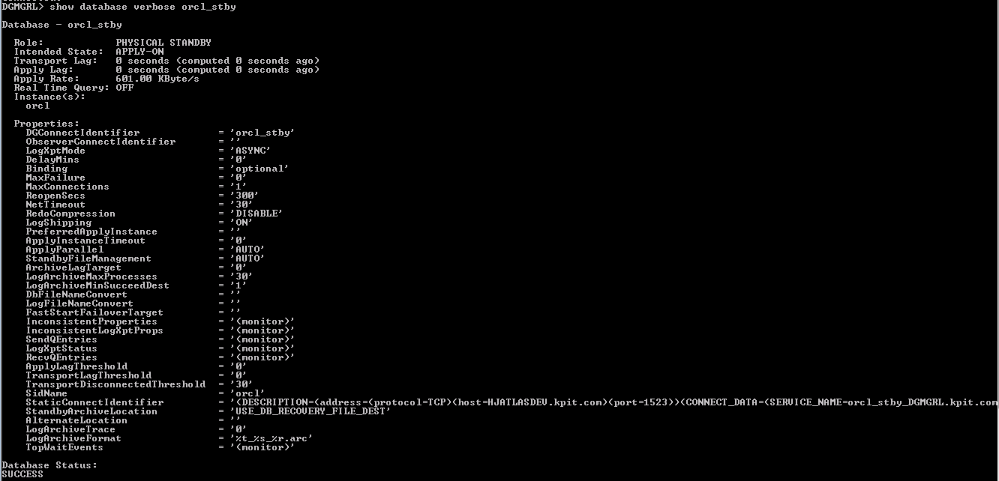 DGMGRL> show database verbose orcl_stby
Database - orcl_stby
Role: PHYSICAL STANDBY
Intended State: APPLY-ON
Transport Lag: 0 seconds (computed 0 seconds ago)
Apply Lag: 0 seconds (computed 0 seconds ago)
Apply Rate: 601.00 KByte/s
Real Time Query: OFF
Instance(s):
orcl
Properties:
DGConnectIdentifier = 'orcl_stby'
ObserverConnectIdentifier = ''
LogXptMode = 'ASYNC'
DelayMins = '0'
Binding = 'optional'
MaxFailure = '0'
MaxConnections = '1'
ReopenSecs = '300'
NetTimeout = '30'
RedoCompression = 'DISABLE'
LogShipping = 'ON'
PreferredApplyInstance = ''
ApplyInstanceTimeout = '0'
ApplyParallel = 'AUTO'
StandbyFileManagement = 'AUTO'
ArchiveLagTarget = '0'
LogArchiveMaxProcesses = '30'
LogArchiveMinSucceedDest = '1'
DbFileNameConvert = ''
LogFileNameConvert = ''
FastStartFailoverTarget = ''
InconsistentProperties = '(monitor)'
InconsistentLogXptProps = '(monitor)'
SendQEntries = '(monitor)'
LogXptStatus = '(monitor)'
RecvQEntries = '(monitor)'
ApplyLagThreshold = '0'
TransportLagThreshold = '0'
TransportDisconnectedThreshold = '30'
SidName = 'orcl'
StaticConnectIdentifier = '(DESCRIPTION=(address=(protocol=TCP)(host=HJATLASDEV.kpit.com)(port=1523))(CONNECT_DATA=(SERVICE_NAME=orcl_stby_DGMGRL.kpit.com
StandbyArchiveLocation = 'USE_DB_RECOVERY_FILE_DEST'
AlternateLocation = ''
LogArchiveTrace = '0'
LogArchiveFormat = '%t_%s_%r.arc'
TopWaitEvents = '(monitor)'
Database Status:
SUCCESS